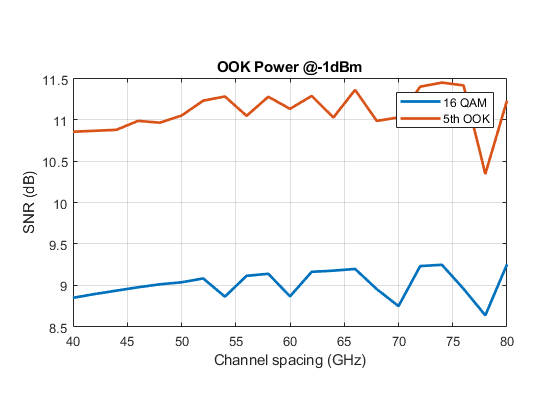 OOK Power @-1dBm
11.5
11
10.5
10
9.5
9
8.5
SNR (dB)
16 QAM
5th OOK
40 45 50 55 60 65 70 75 80
Channel spacing (GHz)